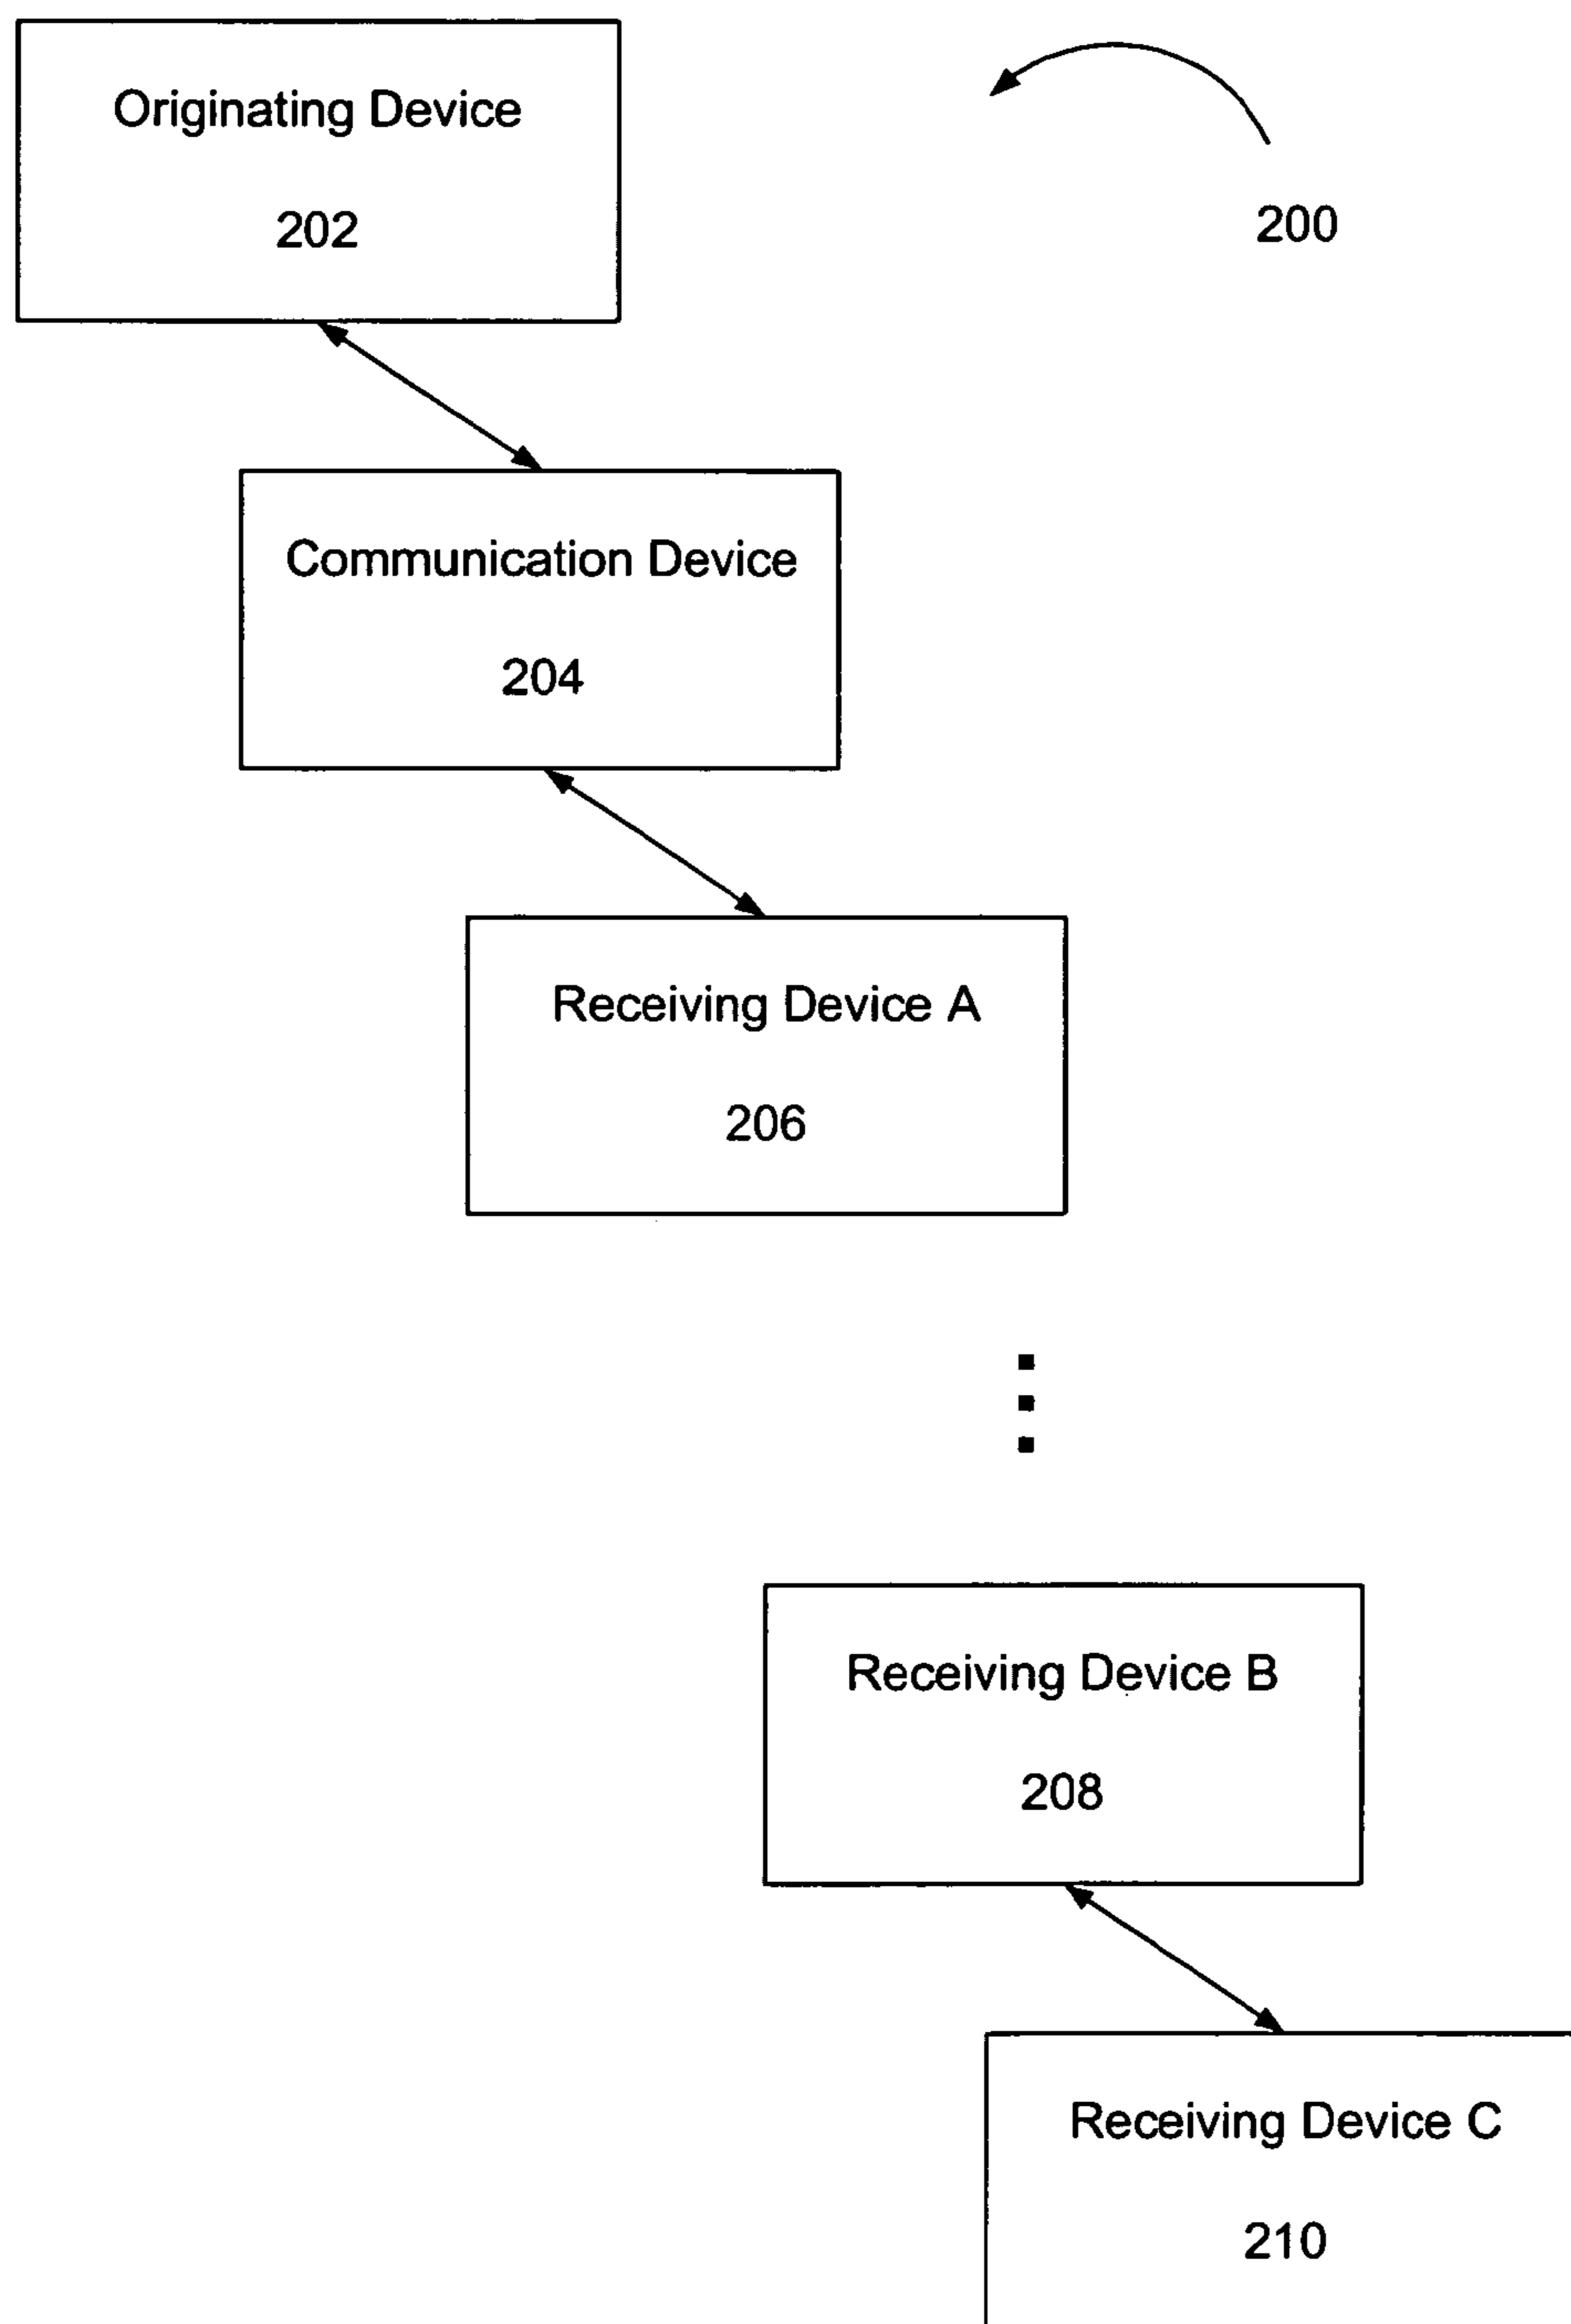 Originating Device
202
200
Communication Device
204
Receiving Device A
206
Receiving Device B
208
Receiving Device C
210